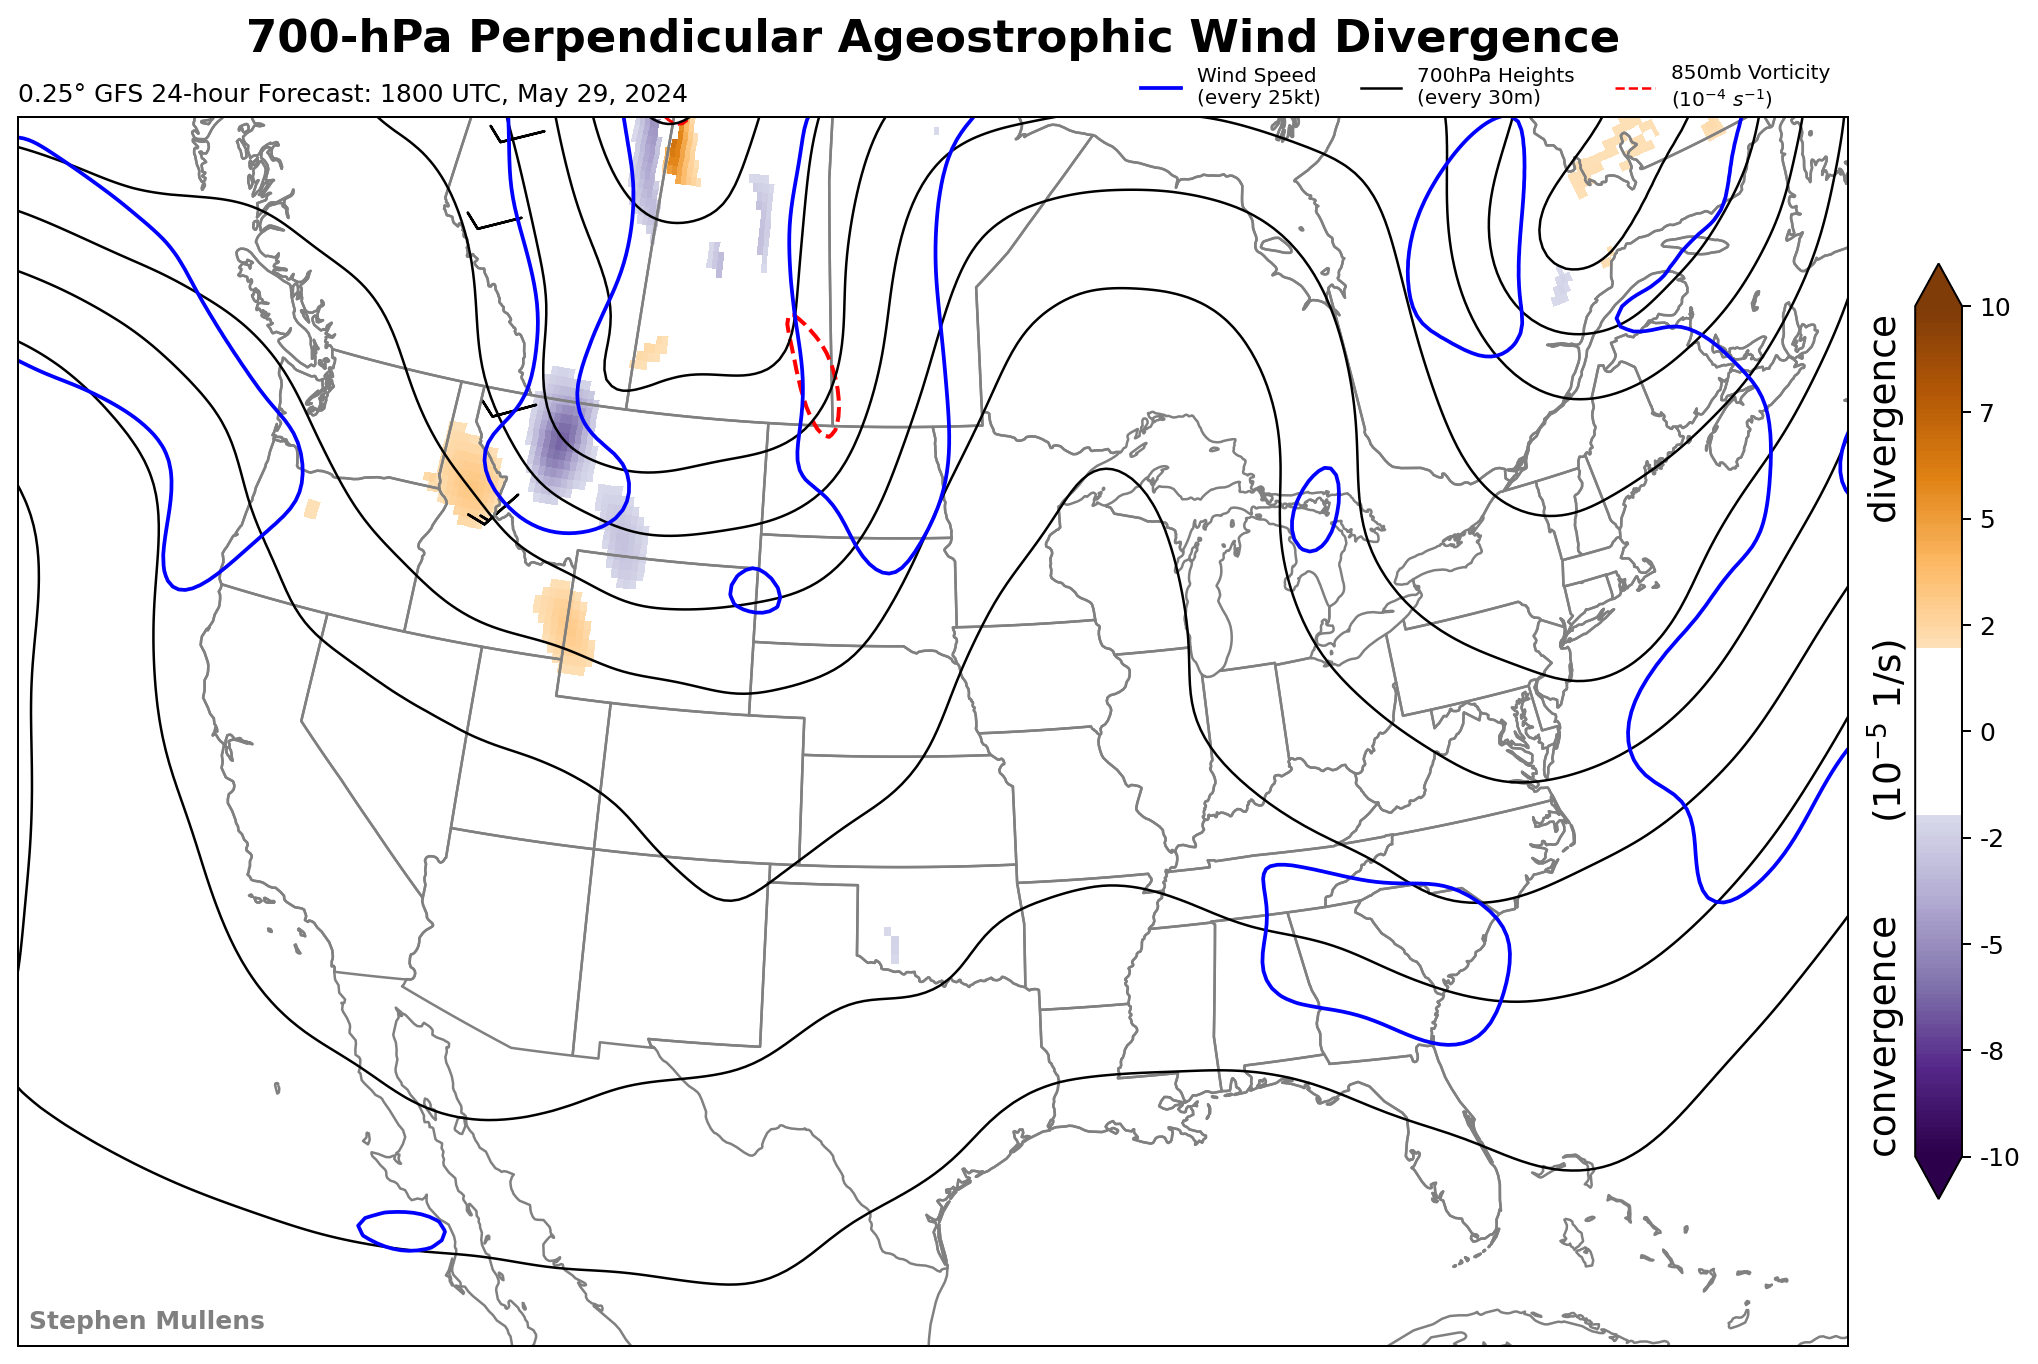 700-hPa Perpendicular Ageostrophic Wind Divergence
0.25° GFS 24-hour Forecast: 1800 UTC, May 29, 2024
Wind Speed
(every 25kt)
700hPa Heights
(every 30m)
850mb Vorticity
(10⁻⁴ s⁻¹)
10
7
5
2
0
-2
-5
-8
-10
convergence (10⁻⁵ 1/s) divergence
Stephen Mullens